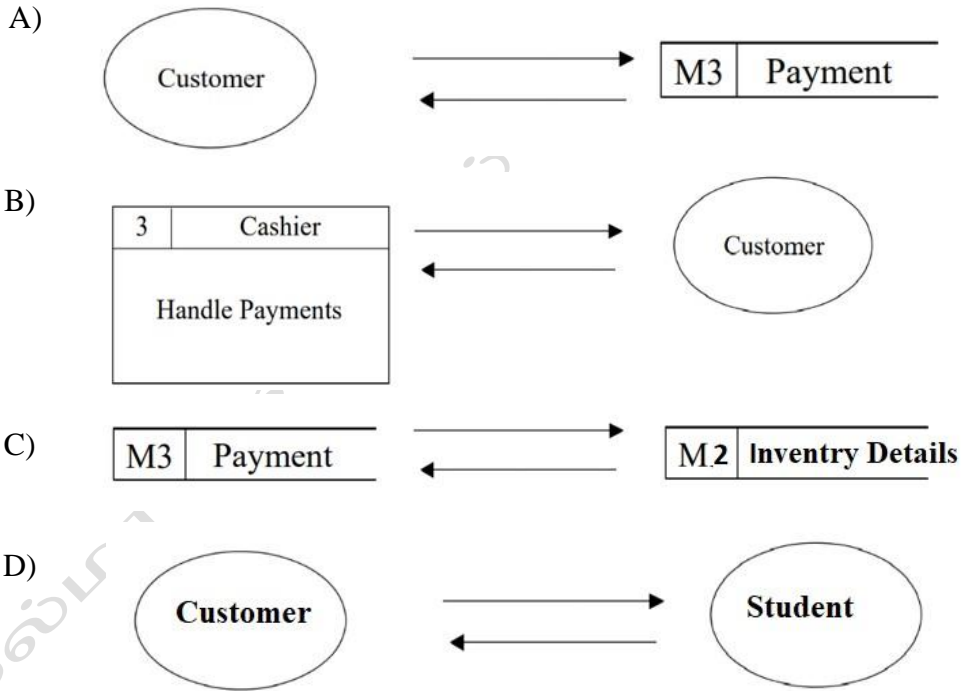 A)
Customer
M3 Payment
B)
3 Cashier
Customer
Handle Payments
C)
M3 Payment
M.2 Inventry Details
D)
Customer
Student